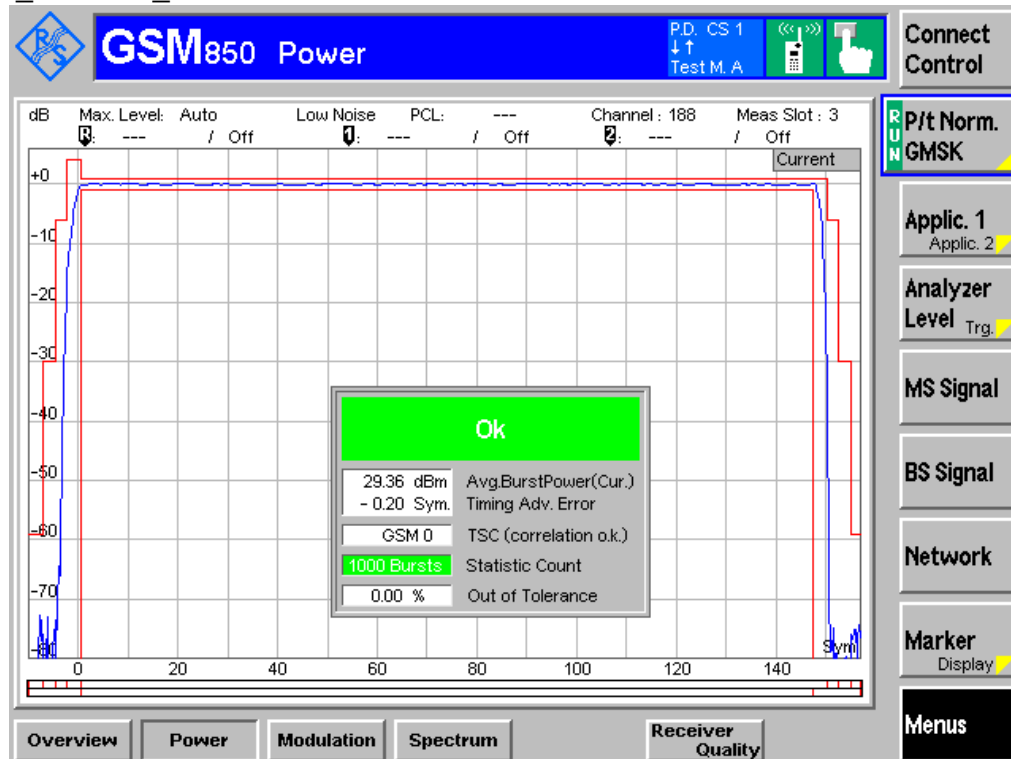 R&S
GSM850 Power
P.D. CS 1
↓↑
Test M. A
Connect
Control
dB Max. Level: Auto Low Noise PCL: --- Channel : 188 Meas Slot : 3
R: --- / Off 1: --- / Off 2: --- / Off
Current
RUN
P/t Norm.
GMSK
Applic. 1
Applic. 2
Analyzer
Level Trg.
MS Signal
BS Signal
Network
Marker
Display
Menus
+0
-10
-20
-30
-40
-50
-60
-70
-80
Ok
29.36 dBm Avg.BurstPower(Cur.)
- 0.20 Sym. Timing Adv. Error
GSM 0 TSC (correlation o.k.)
1000 Bursts Statistic Count
0.00 % Out of Tolerance
Sym
0 20 40 60 80 100 120 140
Overview Power Modulation Spectrum Receiver
Quality